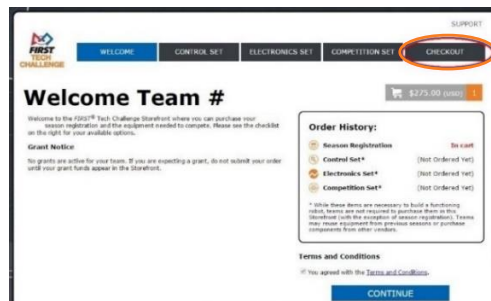 SUPPORT
FIRST
TECH
CHALLENGE
WELCOME
CONTROL SET
ELECTRONICS SET
COMPETITION SET
CHECKOUT
$275.00 (USD) 1
Welcome Team #
Welcome to the FIRST® Tech Challenge Storefront where you can purchase your
season registration and the equipment needed to compete. Please see the checklist
on the right for your available options.
Grant Notice
No grants are active for your team. If you are expecting a grant, do not submit your order
until your grant funds appear in the Storefront.
Order History:
Season Registration In cart
Control Set* (Not Ordered Yet)
Electronics Set* (Not Ordered Yet)
Competition Set* (Not Ordered Yet)
* While these items are necessary to build a functioning
robot, teams are not required to purchase them in this
Storefront (with the exception of season registration). Teams
may reuse equipment from previous seasons or purchase
components from other vendors.
Terms and Conditions
You agreed with the Terms and Conditions.
CONTINUE